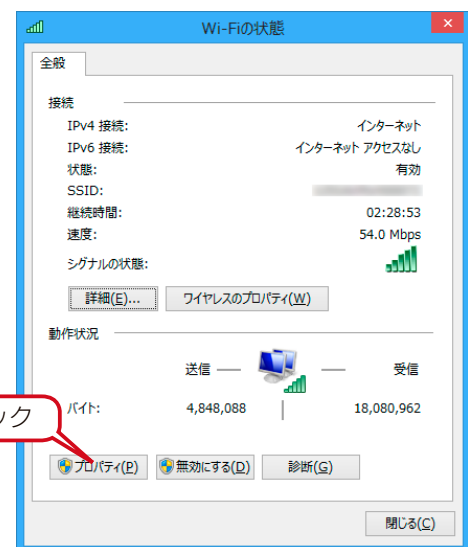 Wi-Fiの状態
全般
接続
IPv4 接続: インターネット
IPv6 接続: インターネット アクセスなし
状態: 有効
SSID:
継続時間: 02:28:53
速度: 54.0 Mbps
シグナルの状態:
詳細(E)... ワイヤレスのプロパティ(W)
動作状況
送信 受信
ック
バイト: 4,848,088 18,080,962
プロパティ(P) 無効にする(D) 診断(G)
閉じる(C)